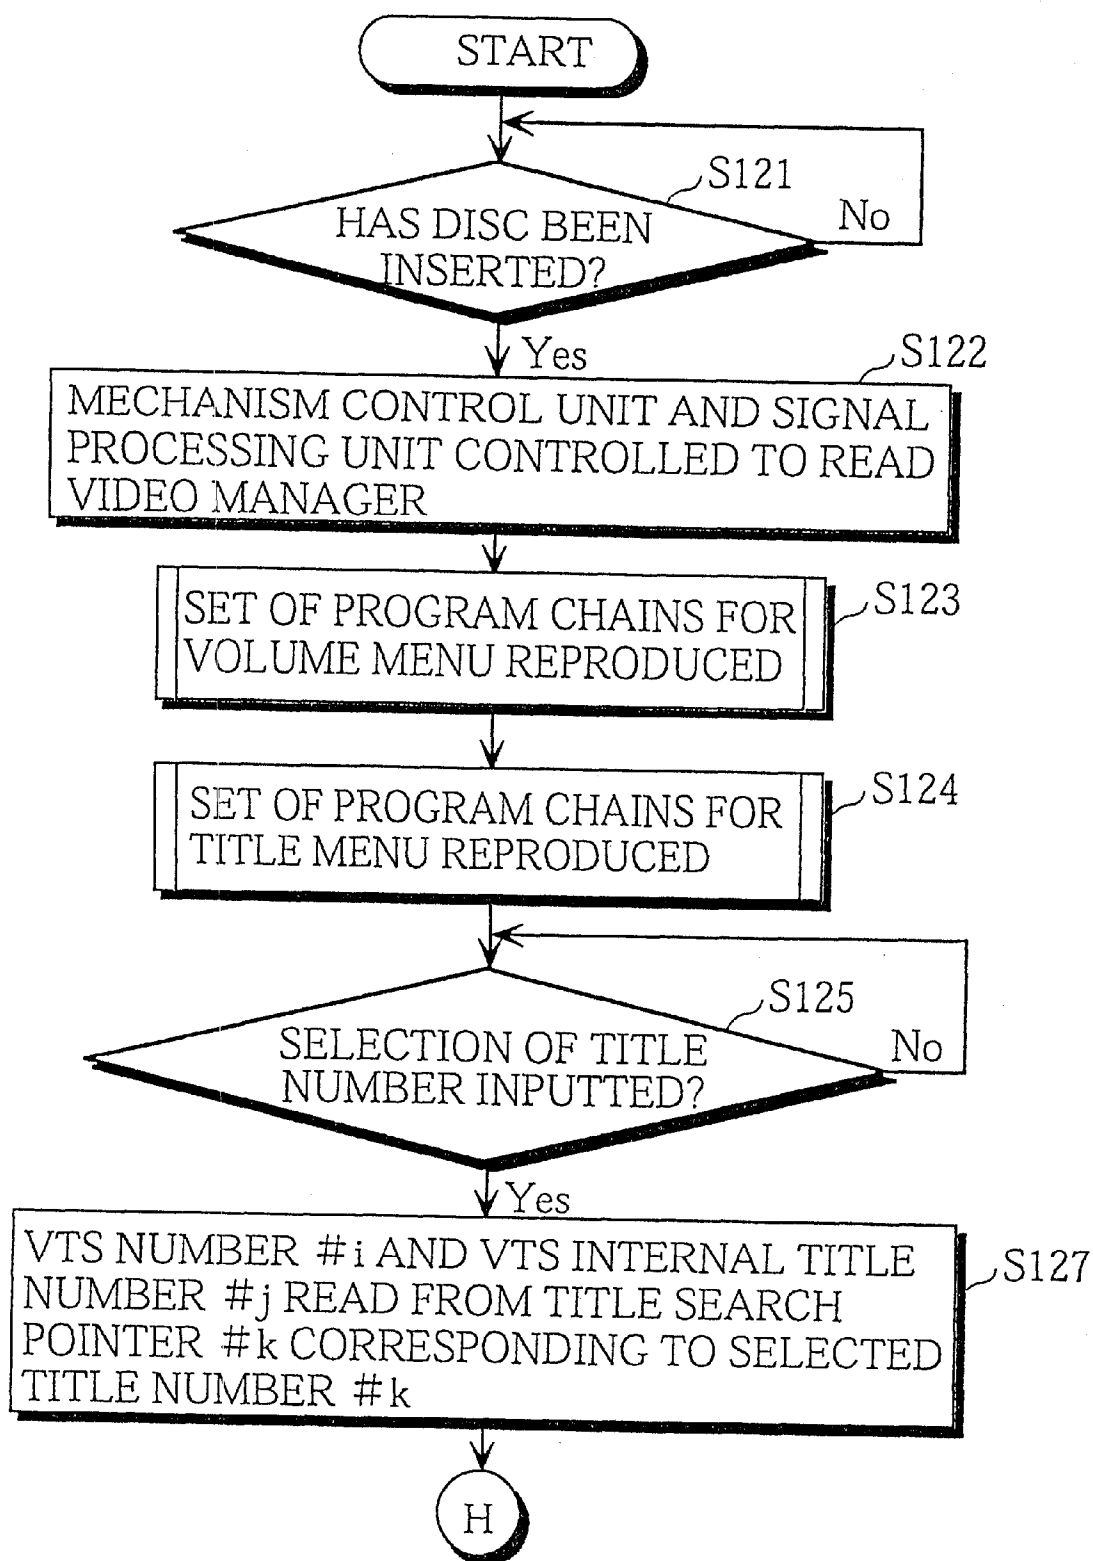 START
S121
HAS DISC BEEN
INSERTED?
No
Yes
S122
MECHANISM CONTROL UNIT AND SIGNAL
PROCESSING UNIT CONTROLLED TO READ
VIDEO MANAGER
S123
SET OF PROGRAM CHAINS FOR
VOLUME MENU REPRODUCED
S124
SET OF PROGRAM CHAINS FOR
TITLE MENU REPRODUCED
S125
SELECTION OF TITLE
NUMBER INPUTTED?
No
Yes
S127
VTS NUMBER #i AND VTS INTERNAL TITLE
NUMBER #j READ FROM TITLE SEARCH
POINTER #k CORRESPONDING TO SELECTED
TITLE NUMBER #k
H